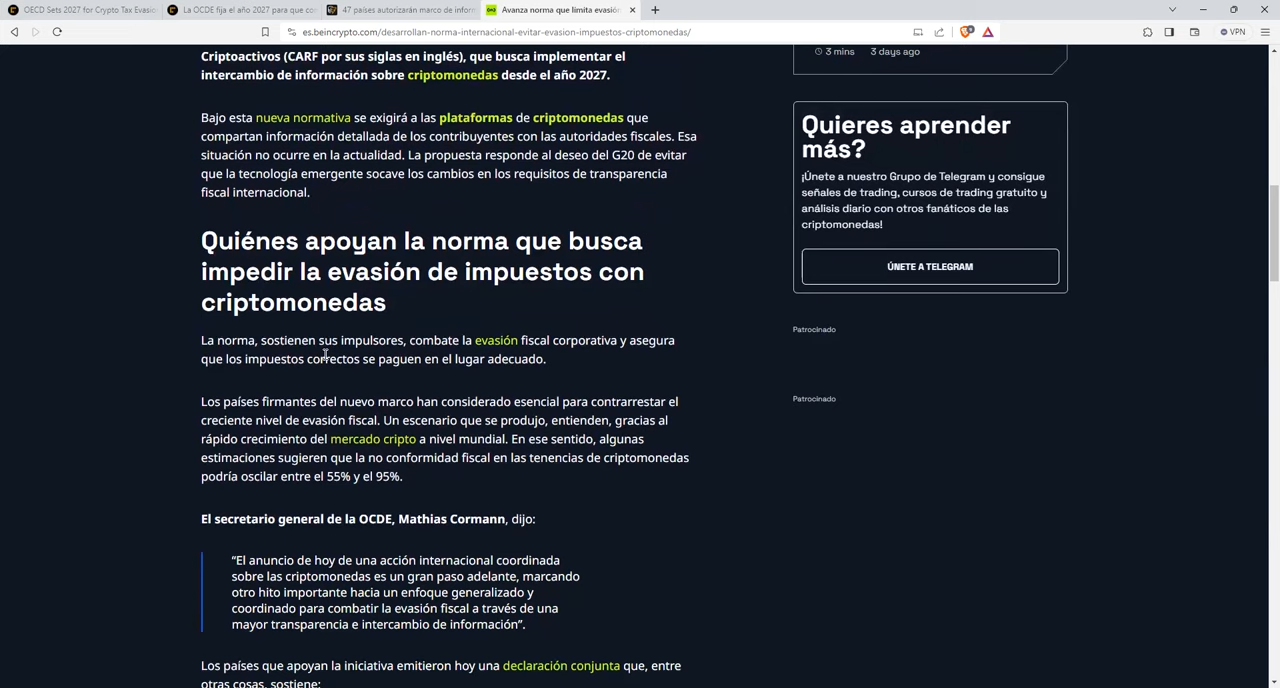 OECD Sets 2027 for Crypto Tax Evasio
La OCDE fija el año 2027 para que co
47 países autorizarán marco de inforn
Avanza norma que limita evasión
es.beincrypto.com/desarrollan-norma-internacional-evitar-evasion-impuestos-criptomonedas/
VPN
Criptoactivos (CARF por sus siglas en inglés), que busca implementar el
intercambio de información sobre criptomonedas desde el año 2027.
Bajo esta nueva normativa se exigirá a las plataformas de criptomonedas que
compartan información detallada de los contribuyentes con las autoridades fiscales. Esa
situación no ocurre en la actualidad. La propuesta responde al deseo del G20 de evitar
que la tecnología emergente socave los cambios en los requisitos de transparencia
fiscal internacional.
Quiénes apoyan la norma que busca
impedir la evasión de impuestos con
criptomonedas
La norma, sostienen sus impulsores, combate la evasión fiscal corporativa y asegura
que los impuestos correctos se paguen en el lugar adecuado.
Los países firmantes del nuevo marco han considerado esencial para contrarrestar el
creciente nivel de evasión fiscal. Un escenario que se produjo, entienden, gracias al
rápido crecimiento del mercado cripto a nivel mundial. En ese sentido, algunas
estimaciones sugieren que la no conformidad fiscal en las tenencias de criptomonedas
podría oscilar entre el 55% y el 95%.
El secretario general de la OCDE, Mathias Cormann, dijo:
“El anuncio de hoy de una acción internacional coordinada
sobre las criptomonedas es un gran paso adelante, marcando
otro hito importante hacia un enfoque generalizado y
coordinado para combatir la evasión fiscal a través de una
mayor transparencia e intercambio de información”.
Los países que apoyan la iniciativa emitieron hoy una declaración conjunta que, entre
otras cosas, sostiene:
3 mins 3 days ago
Quieres aprender
más?
¡Únete a nuestro Grupo de Telegram y consigue
señales de trading, cursos de trading gratuito y
análisis diario con otros fanáticos de las
criptomonedas!
ÚNETE A TELEGRAM
Patrocinado
Patrocinado